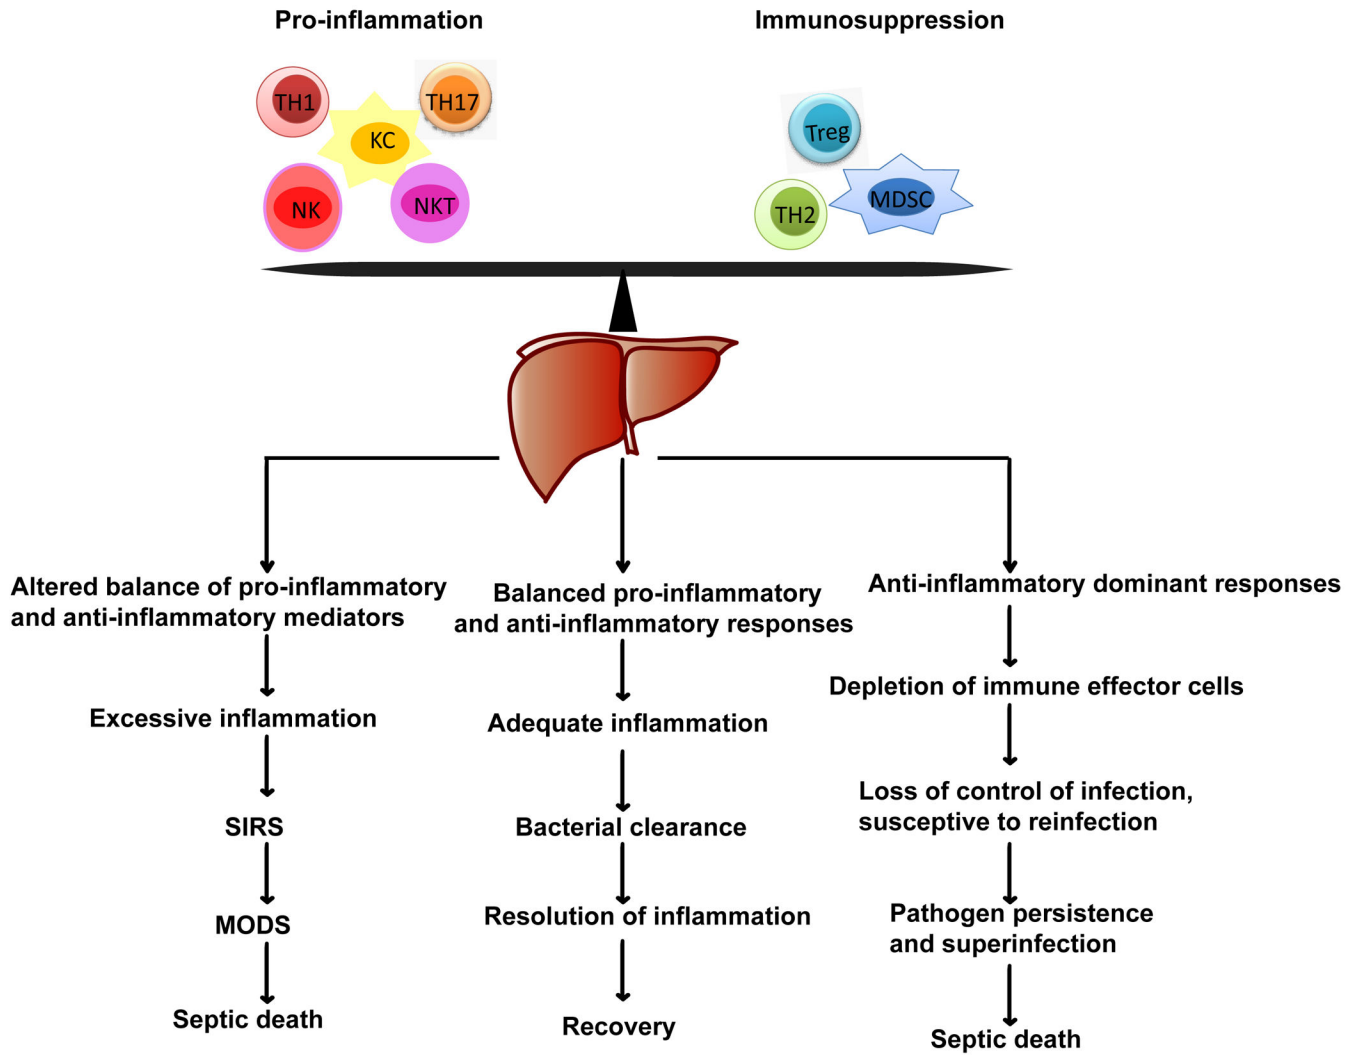 Pro-inflammation
Immunosuppression
TH1
TH17
KC
NK
NKT
Treg
TH2
MDSC
Altered balance of pro-inflammatory
and anti-inflammatory mediators
Excessive inflammation
SIRS
MODS
Septic death
Balanced pro-inflammatory
and anti-inflammatory responses
Adequate inflammation
Bacterial clearance
Resolution of inflammation
Recovery
Anti-inflammatory dominant responses
Depletion of immune effector cells
Loss of control of infection,
susceptive to reinfection
Pathogen persistence
and superinfection
Septic death